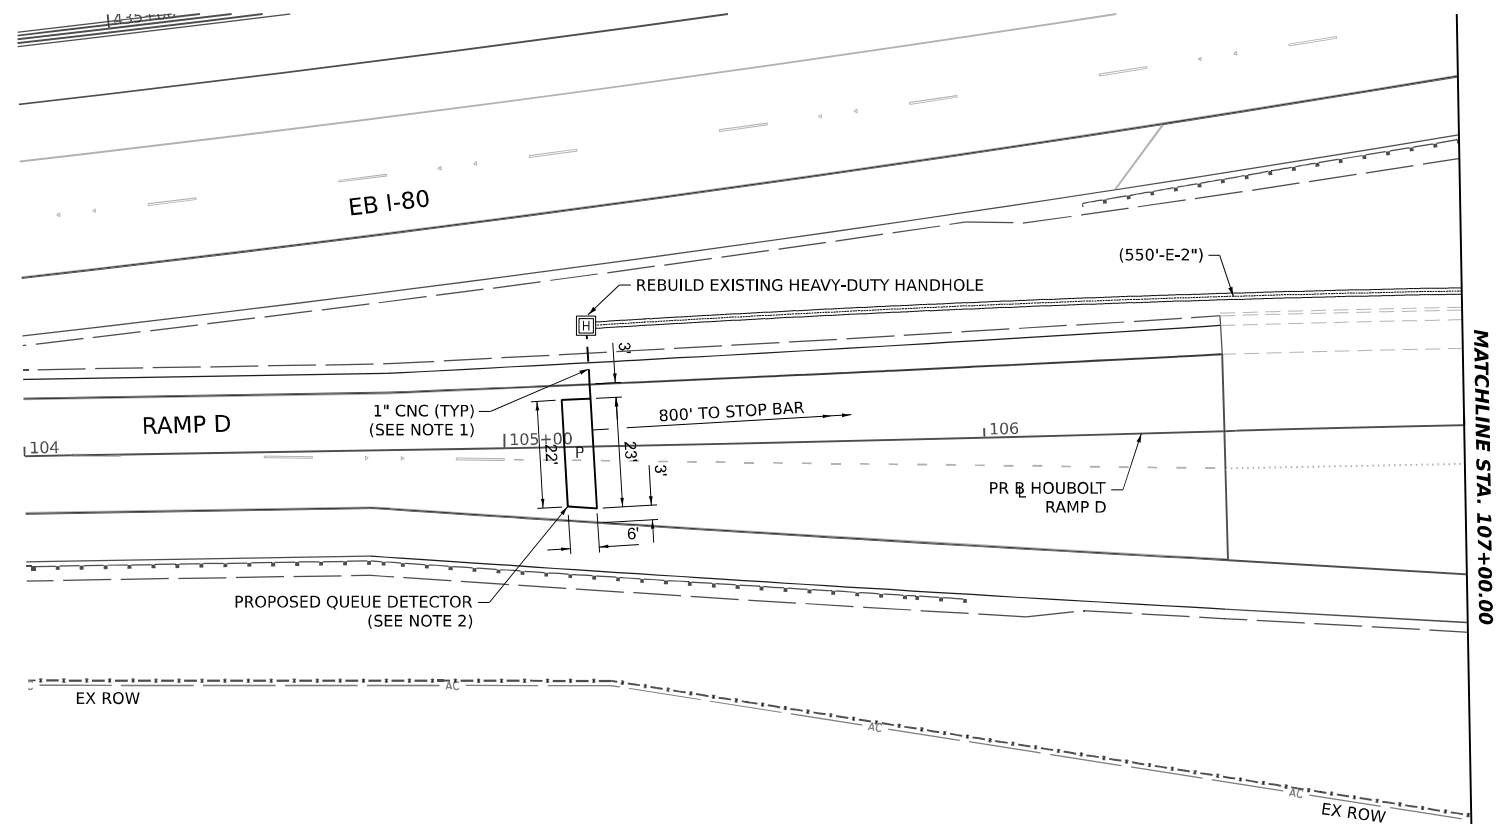 EB I-80
(550'-E-2")
REBUILD EXISTING HEAVY-DUTY HANDHOLE
H
3'
1" CNC (TYP)
(SEE NOTE 1)
800' TO STOP BAR
RAMP D
104
105+00
106
22'
P
23'
3'
PR ⅊ HOUBOLT
RAMP D
6'
PROPOSED QUEUE DETECTOR
(SEE NOTE 2)
MATCHLINE STA. 107+00.00
EX ROW
AC
AC
AC
EX ROW